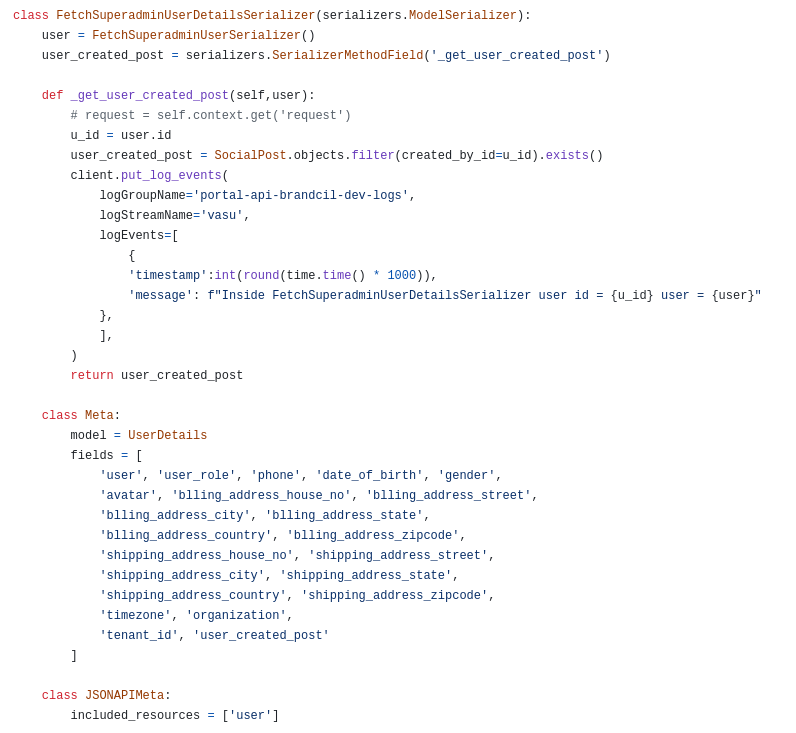 class FetchSuperadminUserDetailsSerializer(serializers.ModelSerializer):
    user = FetchSuperadminUserSerializer()
    user_created_post = serializers.SerializerMethodField('_get_user_created_post')

    def _get_user_created_post(self,user):
        # request = self.context.get('request')
        u_id = user.id
        user_created_post = SocialPost.objects.filter(created_by_id=u_id).exists()
        client.put_log_events(
            logGroupName='portal-api-brandcil-dev-logs',
            logStreamName='vasu',
            logEvents=[
                {
                'timestamp':int(round(time.time() * 1000)),
                'message': f"Inside FetchSuperadminUserDetailsSerializer user id = {u_id} user = {user}"
            },
            ],
        )
        return user_created_post

    class Meta:
        model = UserDetails
        fields = [
            'user', 'user_role', 'phone', 'date_of_birth', 'gender',
            'avatar', 'blling_address_house_no', 'blling_address_street',
            'blling_address_city', 'blling_address_state',
            'blling_address_country', 'blling_address_zipcode',
            'shipping_address_house_no', 'shipping_address_street',
            'shipping_address_city', 'shipping_address_state',
            'shipping_address_country', 'shipping_address_zipcode',
            'timezone', 'organization',
            'tenant_id', 'user_created_post'
        ]

    class JSONAPIMeta:
        included_resources = ['user']